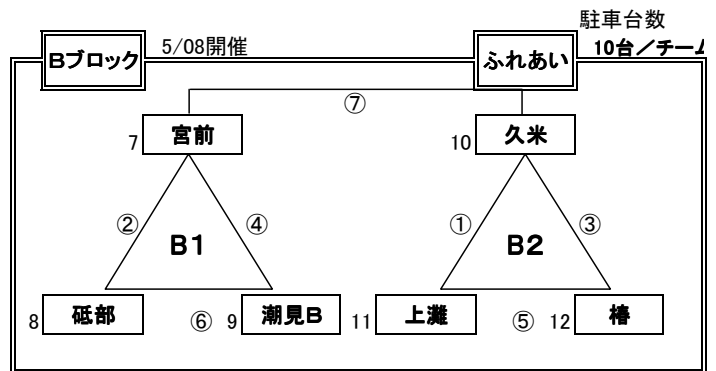 駐車台数
Bブロック 5/08開催 ふれあい 10台／チーム
⑦
7 宮前 10 久米
② ④ ① ③
B1 B2
8 砥部 ⑥ 9 潮見B 11 上灘 ⑤ 12 椿